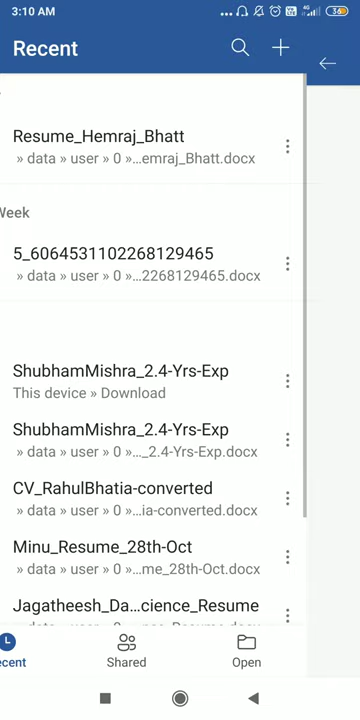 3:10 AM
4G
36
Recent
Resume_Hemraj_Bhatt
» data » user » 0 »...emraj_Bhatt.docx
Week
5_6064531102268129465
» data » user » 0 »...2268129465.docx
ShubhamMishra_2.4-Yrs-Exp
This device » Download
ShubhamMishra_2.4-Yrs-Exp
» data » user » 0 »..._2.4-Yrs-Exp.docx
CV_RahulBhatia-converted
» data » user » 0 »...ia-converted.docx
Minu_Resume_28th-Oct
» data » user » 0 »...me_28th-Oct.docx
Jagatheesh_Da...cience_Resume
ecent
Shared
Open